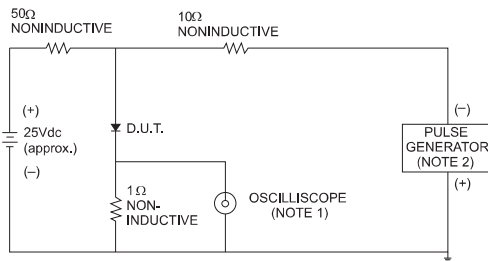 50Ω
NONINDUCTIVE
10Ω
NONINDUCTIVE
(+)
25Vdc
(approx.)
(–)
D.U.T.
1Ω
NON-
INDUCTIVE
OSCILLISCOPE
(NOTE 1)
(–)
PULSE
GENERATOR
(NOTE 2)
(+)